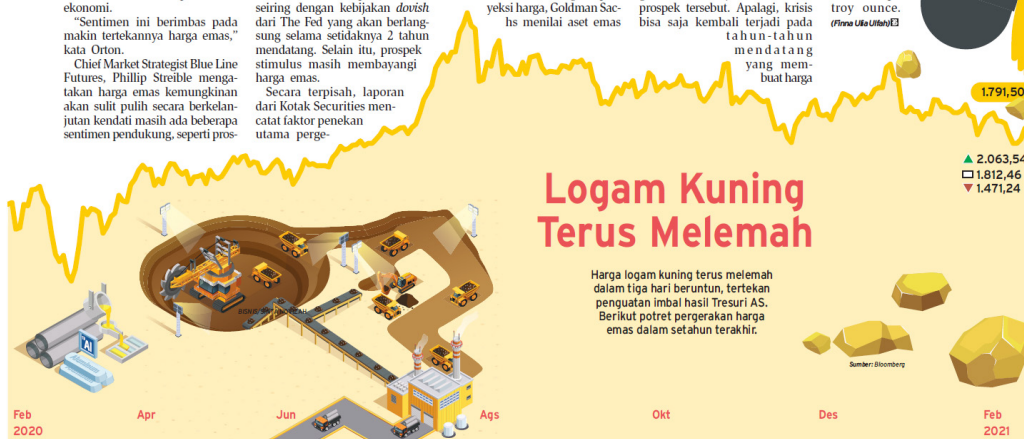 ekonomi.
“Sentimen ini berimbas pada
makin tertekannya harga emas,”
kata Orton.
Chief Market Strategist Blue Line
Futures, Phillip Streible menga-
takan harga emas kemungkinan
akan sulit pulih secara berkelan-
jutan kendati masih ada beberapa
sentimen pendukung, seperti pros-
seiring dengan kebijakan dovish
dari The Fed yang akan berlang-
sung selama setidaknya 2 tahun
mendatang. Selain itu, prospek
stimulus masih membayangi
harga emas.
Secara terpisah, laporan
dari Kotak Securities men-
catat faktor penekan
utama perge-
yeksi harga, Goldman Sac-
hs menilai aset emas
prospek tersebut. Apalagi, krisis
bisa saja kembali terjadi pada
tahun-tahun
mendatang
yang mem-
buat harga
troy ounce.
(Finna Ulia Ulfah)
1.791,50
▲ 2.063,54
1.812,46
▼ 1.471,24
Logam Kuning
Terus Melemah
Harga logam kuning terus melemah
dalam tiga hari beruntun, tertekan
penguatan imbal hasil Tresuri AS.
Berikut potret pergerakan harga
emas dalam setahun terakhir.
Al
Sumber: Bloomberg
Feb
2020
Apr
Jun
Ags
Okt
Des
Feb
2021